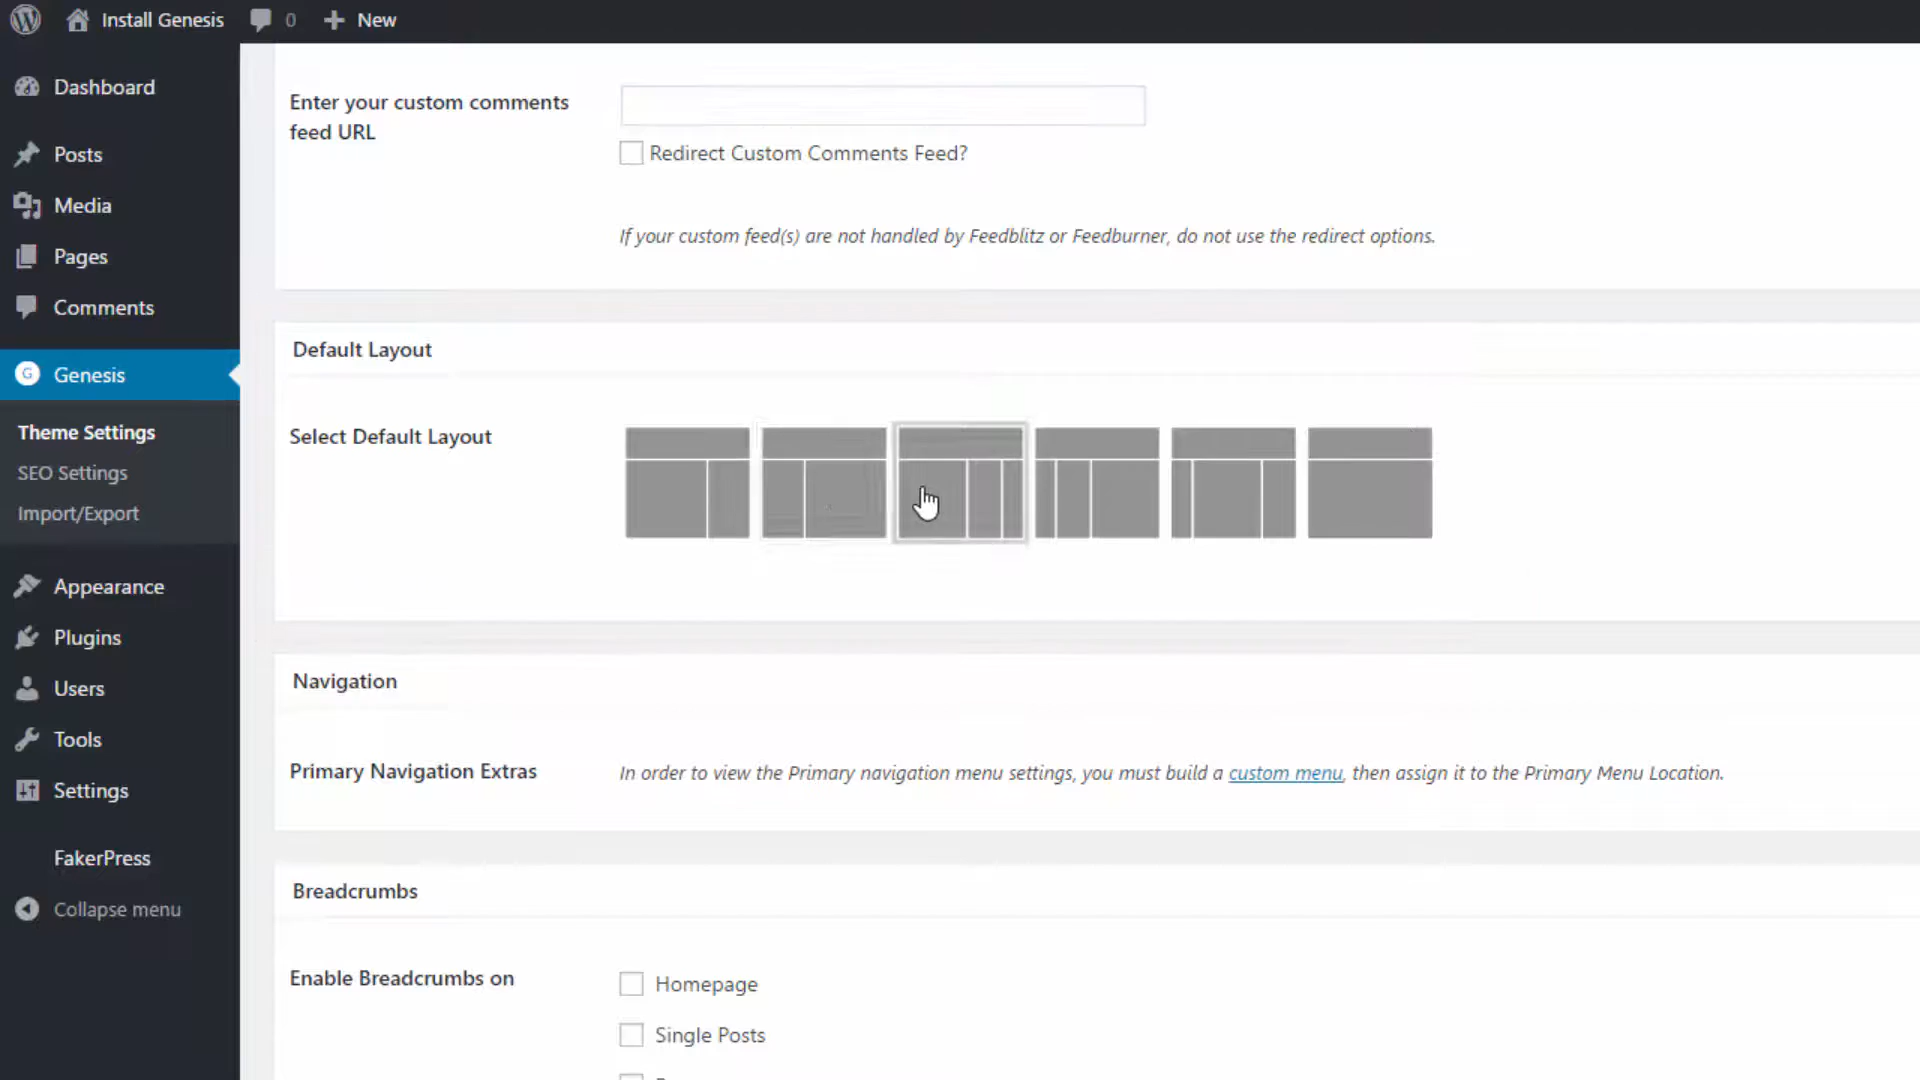 Install Genesis
0
New
Dashboard
Posts
Media
Pages
Comments
Genesis
Theme Settings
SEO Settings
Import/Export
Appearance
Plugins
Users
Tools
Settings
FakerPress
Collapse menu
Enter your custom comments
feed URL
Redirect Custom Comments Feed?
If your custom feed(s) are not handled by Feedblitz or Feedburner, do not use the redirect options.
Default Layout
Select Default Layout
Navigation
Primary Navigation Extras
In order to view the Primary navigation menu settings, you must build a custom menu, then assign it to the Primary Menu Location.
Breadcrumbs
Enable Breadcrumbs on
Homepage
Single Posts